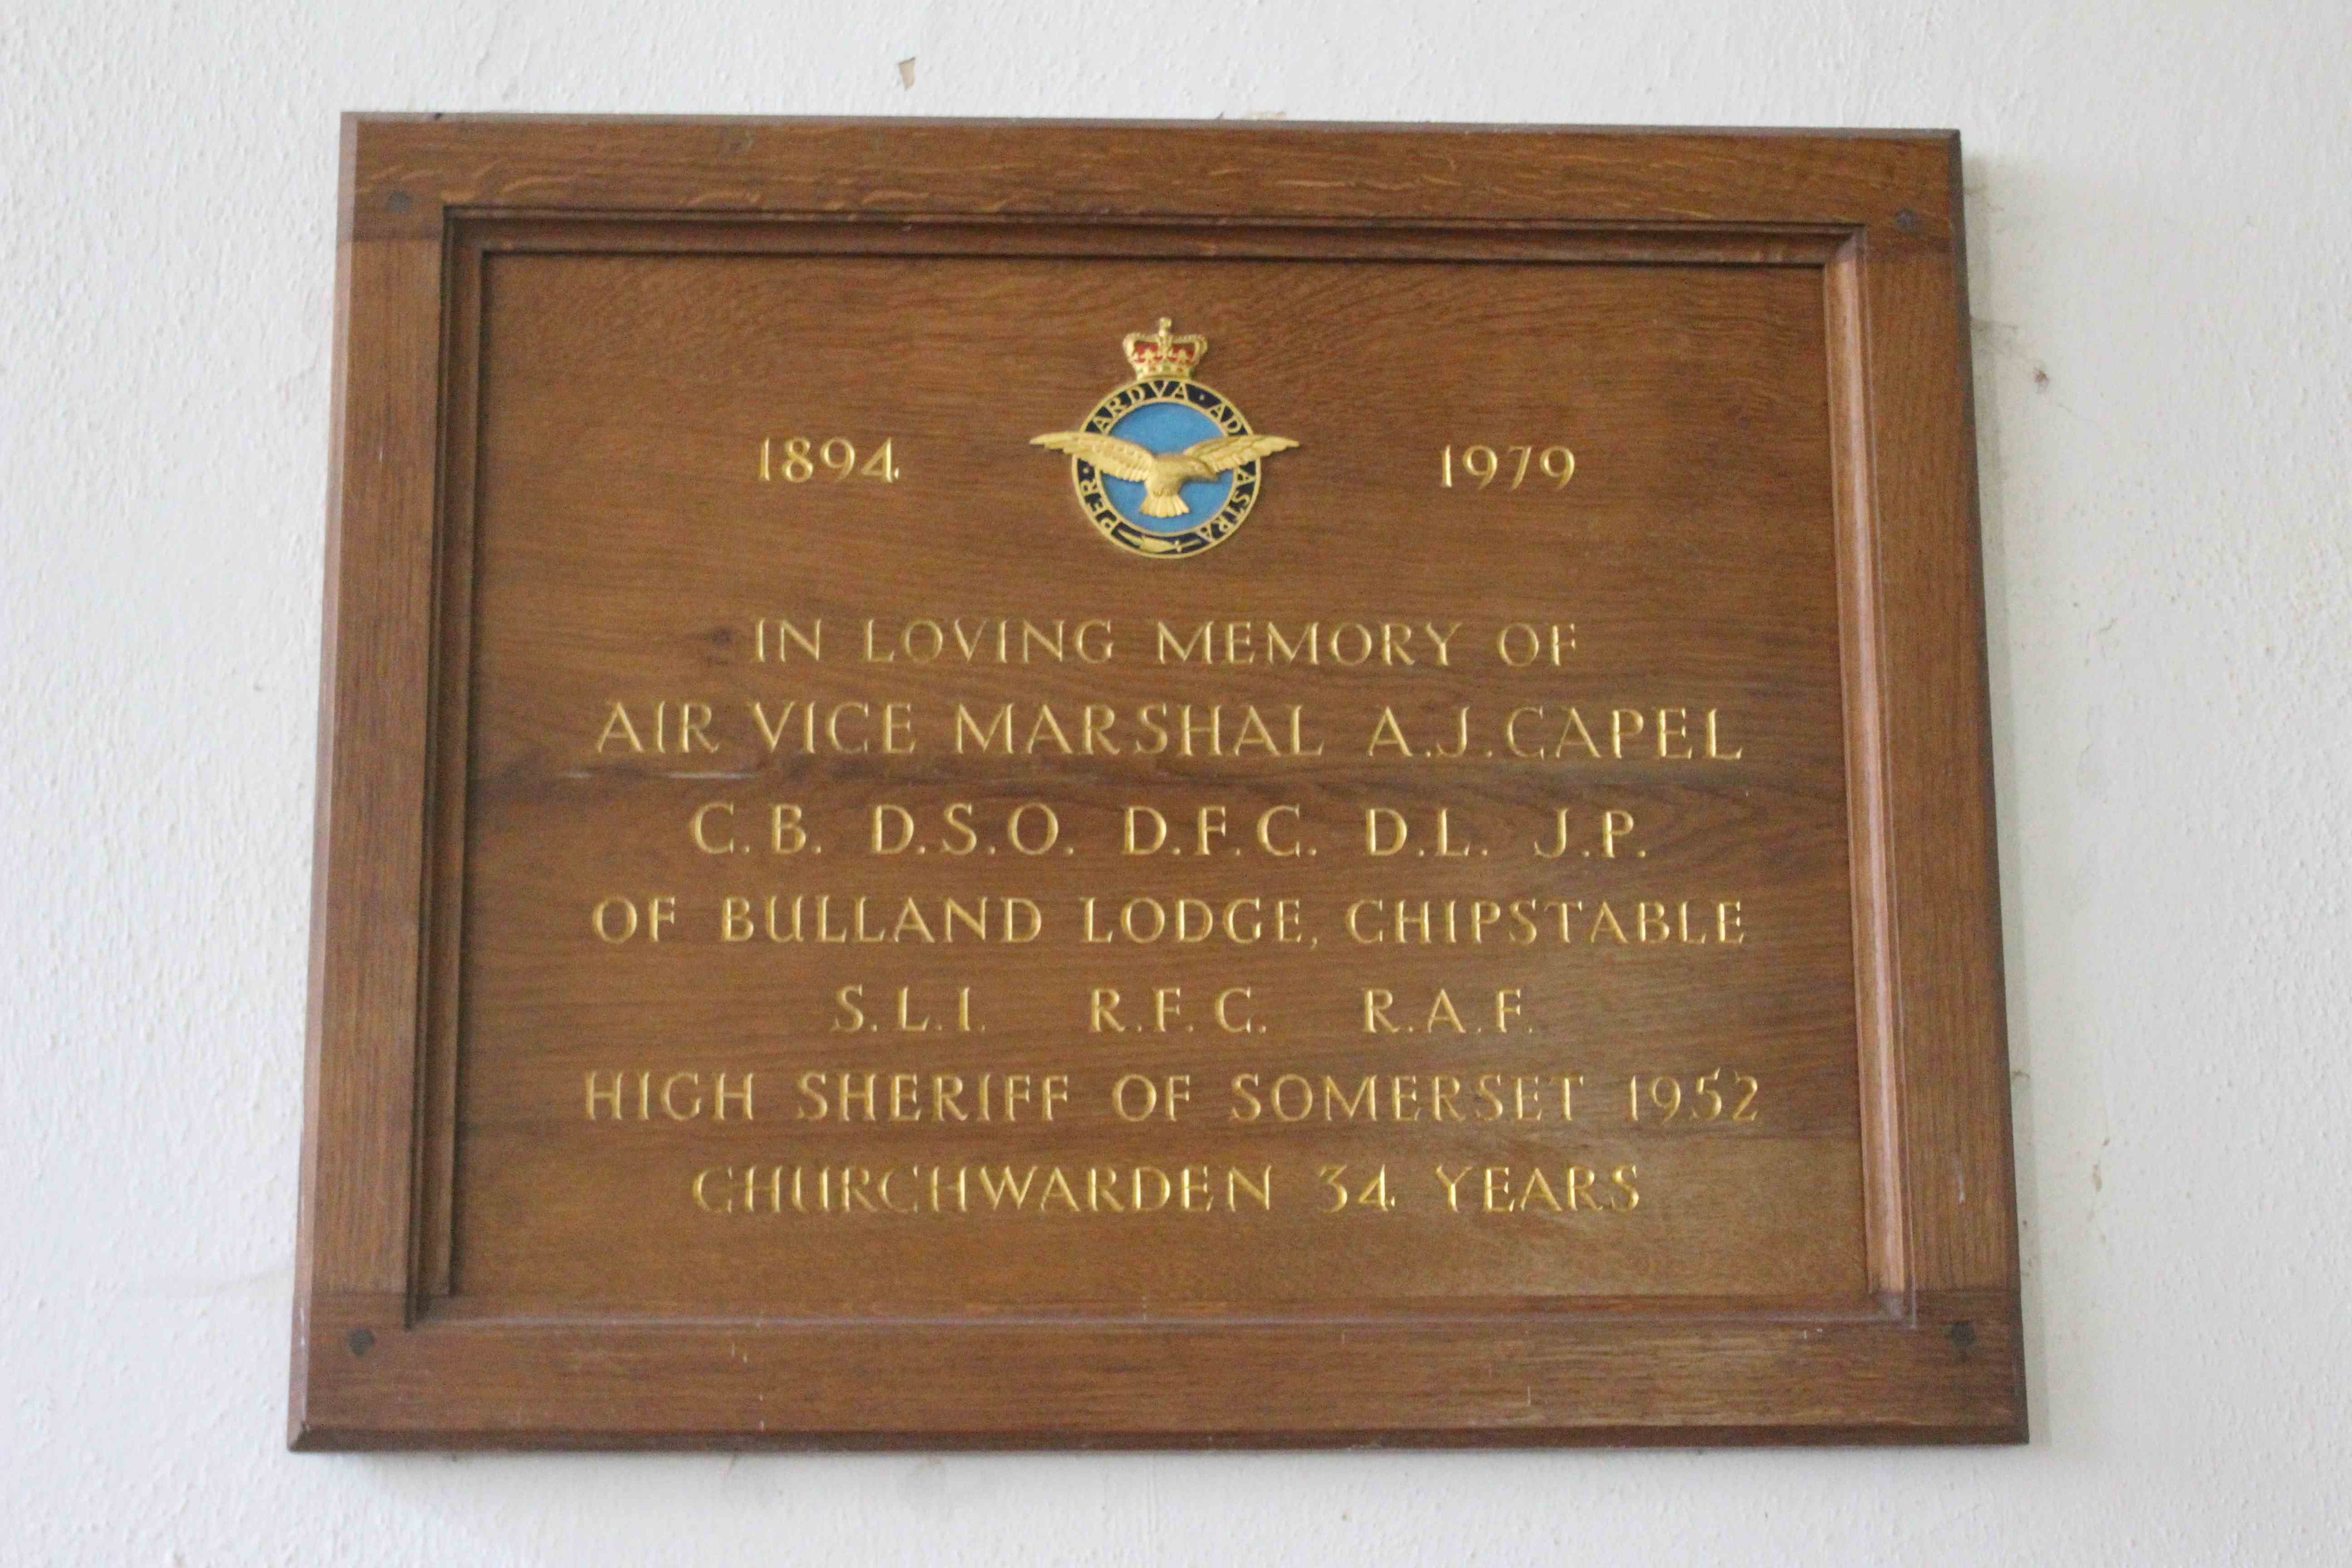 1894 1979
PER · ARDVA · AD ASTRA
IN LOVING MEMORY OF
AIR VICE MARSHAL A.J. CAPEL
C.B. D.S.O. D.F.C. D.L. J.P.
OF BULLAND LODGE, CHIPSTABLE
S.L.I. R.F.C. R.A.F.
HIGH SHERIFF OF SOMERSET 1952
CHURCHWARDEN 34 YEARS